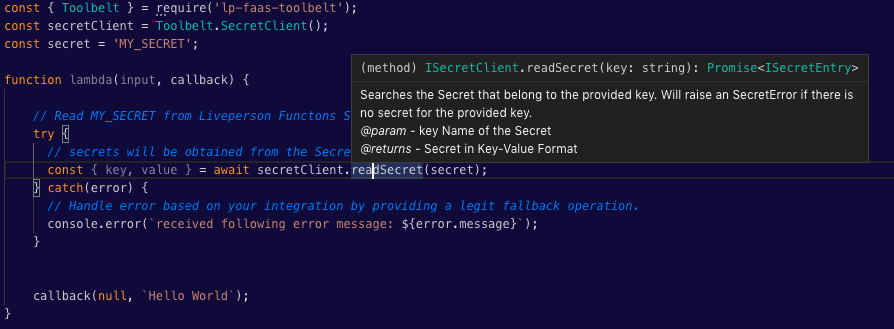 const { Toolbelt } = require('lp-faas-toolbelt');
const secretClient = Toolbelt.SecretClient();
const secret = 'MY_SECRET';
function lambda(input, callback) {
// Read MY_SECRET from Liveperson Functons S
try {
// secrets will be obtained from the Secre
const { key, value } = await secretClient.readSecret(secret);
} catch(error) {
// Handle error based on your integration by providing a legit fallback operation.
console.error(`received following error message: ${error.message}`);
}
callback(null, `Hello World`);
}
(method) ISecretClient.readSecret(key: string): Promise<ISecretEntry>
Searches the Secret that belong to the provided key. Will raise an SecretError if there is
no secret for the provided key.
@param - key Name of the Secret
@returns - Secret in Key-Value Format